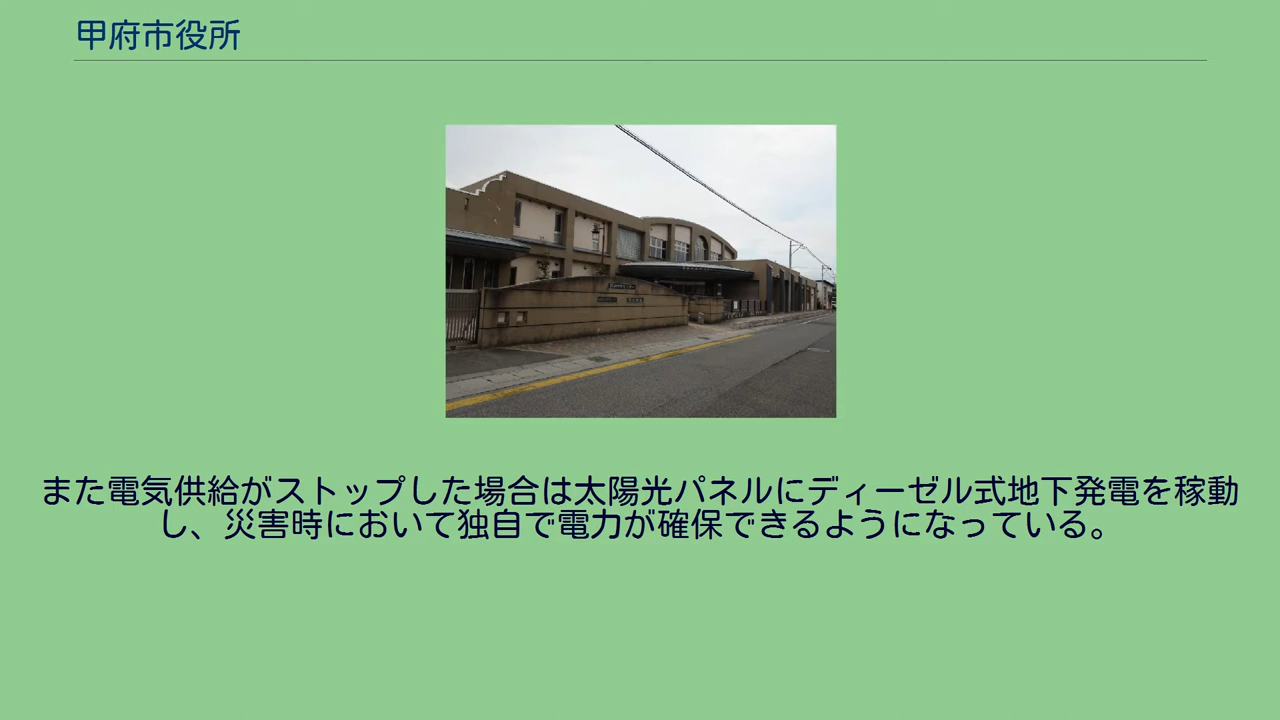 甲府市役所
また電気供給がストップした場合は太陽光パネルにディーゼル式地下発電を稼動
し、災害時において独自で電力が確保できるようになっている。